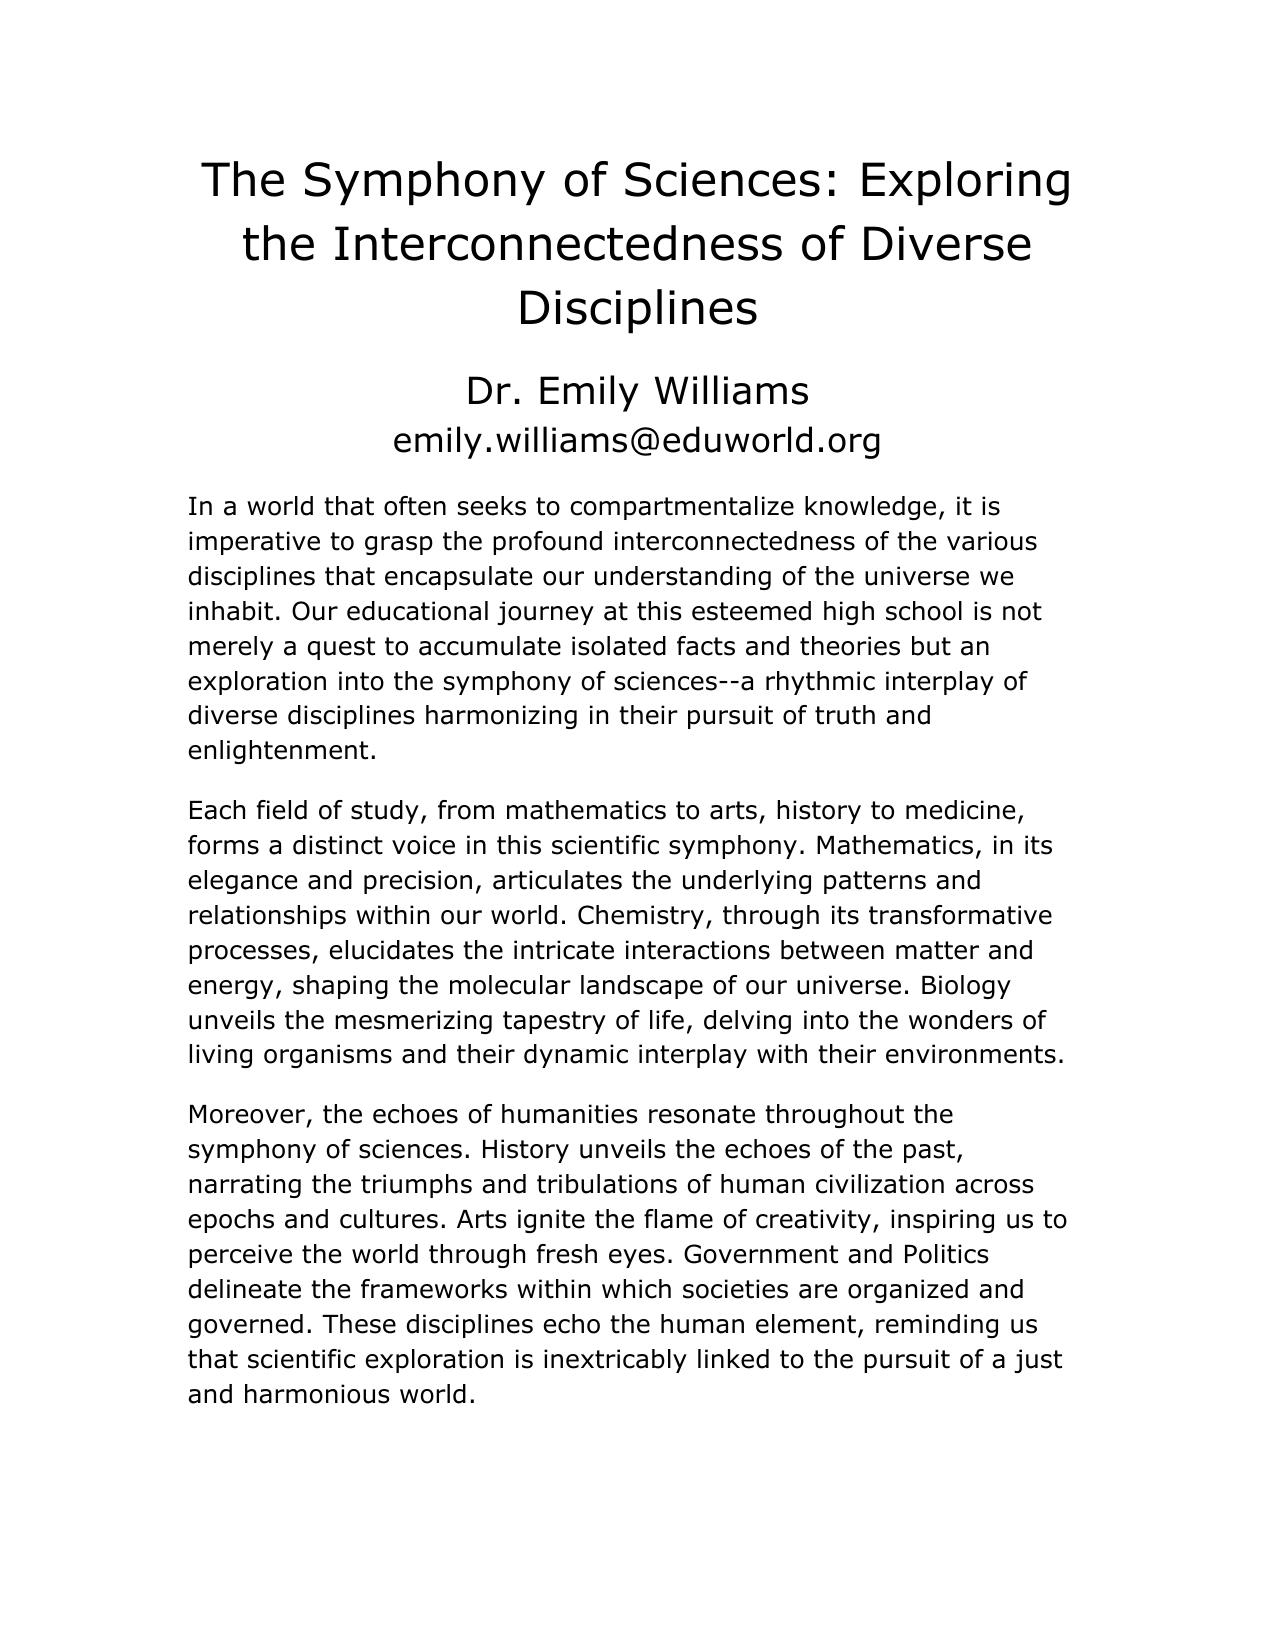 The Symphony of Sciences: Exploring
the Interconnectedness of Diverse
Disciplines
Dr. Emily Williams
emily.williams@eduworld.org
In a world that often seeks to compartmentalize knowledge, it is
imperative to grasp the profound interconnectedness of the various
disciplines that encapsulate our understanding of the universe we
inhabit. Our educational journey at this esteemed high school is not
merely a quest to accumulate isolated facts and theories but an
exploration into the symphony of sciences--a rhythmic interplay of
diverse disciplines harmonizing in their pursuit of truth and
enlightenment.
Each field of study, from mathematics to arts, history to medicine,
forms a distinct voice in this scientific symphony. Mathematics, in its
elegance and precision, articulates the underlying patterns and
relationships within our world. Chemistry, through its transformative
processes, elucidates the intricate interactions between matter and
energy, shaping the molecular landscape of our universe. Biology
unveils the mesmerizing tapestry of life, delving into the wonders of
living organisms and their dynamic interplay with their environments.
Moreover, the echoes of humanities resonate throughout the
symphony of sciences. History unveils the echoes of the past,
narrating the triumphs and tribulations of human civilization across
epochs and cultures. Arts ignite the flame of creativity, inspiring us to
perceive the world through fresh eyes. Government and Politics
delineate the frameworks within which societies are organized and
governed. These disciplines echo the human element, reminding us
that scientific exploration is inextricably linked to the pursuit of a just
and harmonious world.